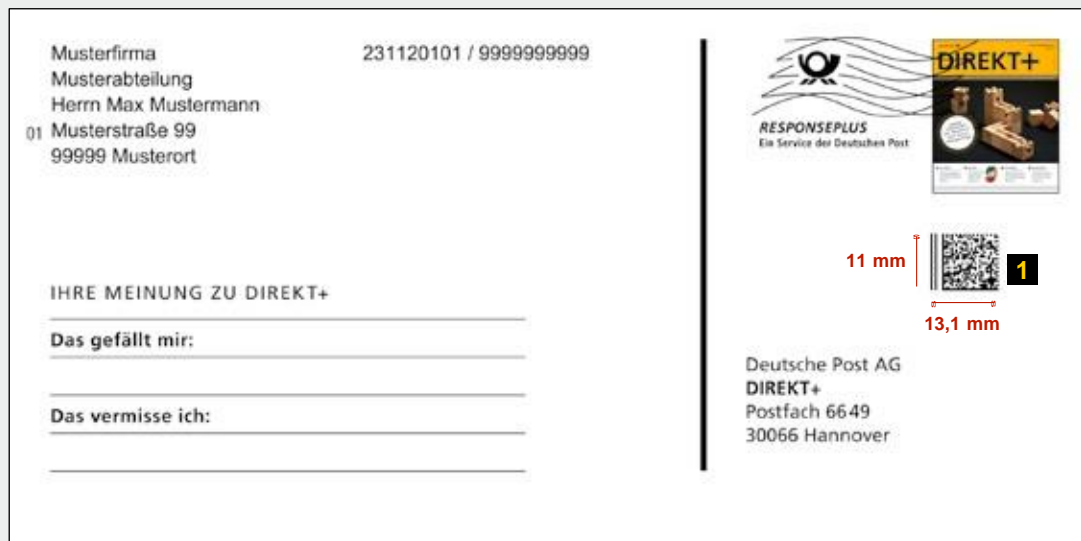 Musterfirma
Musterabteilung
Herrn Max Mustermann
01 Musterstraße 99
99999 Musterort
231120101 / 9999999999
IHRE MEINUNG ZU DIREKT+
Das gefällt mir:
Das vermisse ich:
RESPONSEPLUS
Ein Service der Deutschen Post
DIREKT+
11 mm
1
13,1 mm
Deutsche Post AG
DIREKT+
Postfach 6649
30066 Hannover